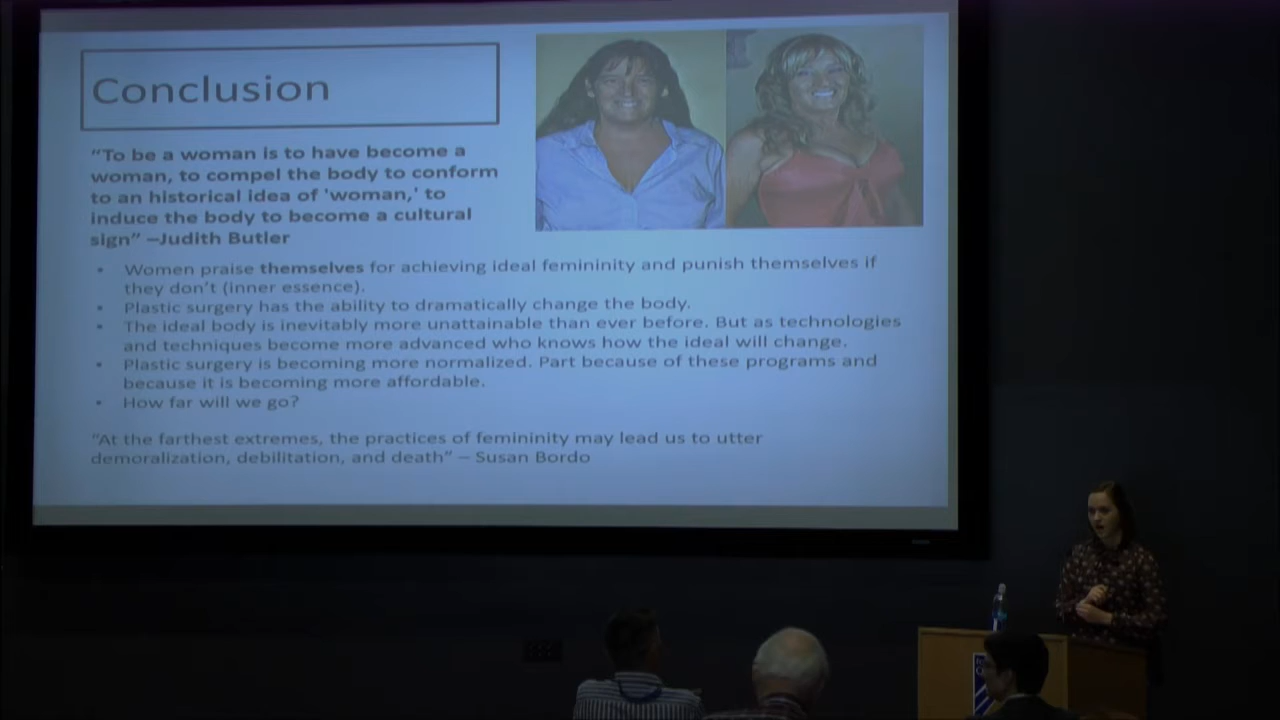 Conclusion
“To be a woman is to have become a
woman, to compel the body to conform
to an historical idea of 'woman,' to
induce the body to become a cultural
sign” –Judith Butler
• Women praise themselves for achieving ideal femininity and punish themselves if
they don’t (inner essence).
• Plastic surgery has the ability to dramatically change the body.
• The ideal body is inevitably more unattainable than ever before. But as technologies
and techniques become more advanced who knows how the ideal will change.
• Plastic surgery is becoming more normalized. Part because of these programs and
because it is becoming more affordable.
• How far will we go?
“At the farthest extremes, the practices of femininity may lead us to utter
demoralization, debilitation, and death” – Susan Bordo